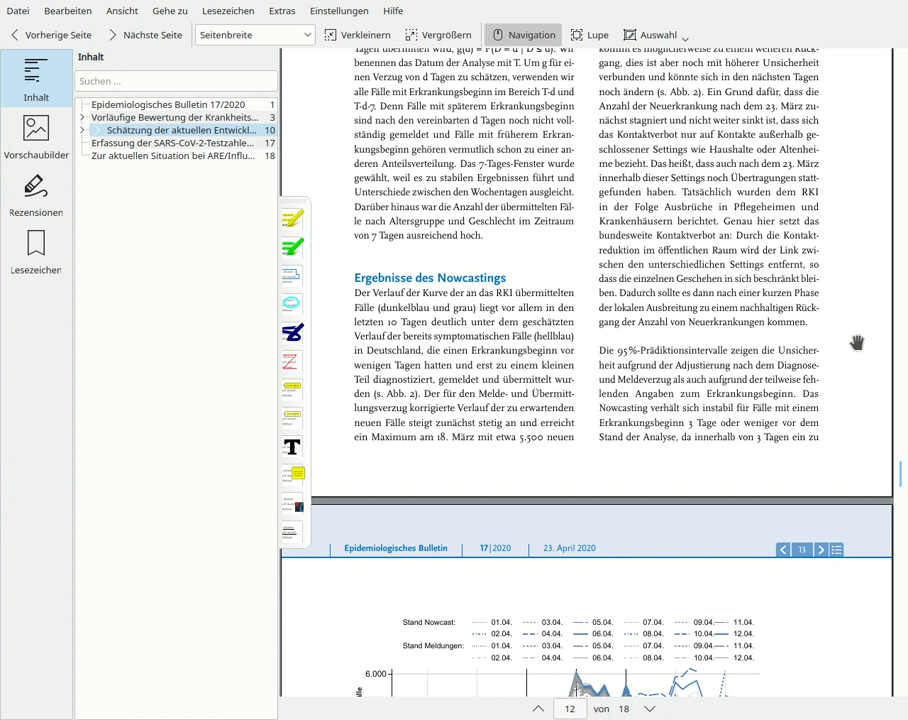 Datei Bearbeiten Ansicht Gehe zu Lesezeichen Extras Einstellungen Hilfe
Vorherige Seite Nächste Seite Seitenbreite Verkleinern Vergrößern Navigation Lupe Auswahl
Inhalt
Vorschaubilder
Rezensionen
Lesezeichen
Inhalt
Suchen ...
Epidemiologisches Bulletin 17/2020 1
Vorläufige Bewertung der Krankheits... 3
Schätzung der aktuellen Entwickl... 10
Erfassung der SARS-CoV-2-Testzahle... 17
Zur aktuellen Situation bei ARE/Influ... 18
Tagen übermittelt wird, g(d) = P(D = d | D ≤ d). Wir
benennen das Datum der Analyse mit T. Um g für ei-
nen Verzug von d Tagen zu schätzen, verwenden wir
alle Fälle mit Erkrankungsbeginn im Bereich T-d und
T-d-7. Denn Fälle mit späterem Erkrankungsbeginn
sind nach den vereinbarten d Tagen noch nicht voll-
ständig gemeldet und Fälle mit früherem Erkran-
kungsbeginn gehören vermutlich schon zu einer an-
deren Anteilsverteilung. Das 7-Tages-Fenster wurde
gewählt, weil es zu stabilen Ergebnissen führt und
Unterschiede zwischen den Wochentagen ausgleicht.
Darüber hinaus war die Anzahl der übermittelten Fäl-
le nach Altersgruppe und Geschlecht im Zeitraum
von 7 Tagen ausreichend hoch.
Ergebnisse des Nowcastings
Der Verlauf der Kurve der an das RKI übermittelten
Fälle (dunkelblau und grau) liegt vor allem in den
letzten 10 Tagen deutlich unter dem geschätzten
Verlauf der bereits symptomatischen Fälle (hellblau)
in Deutschland, die einen Erkrankungsbeginn vor
wenigen Tagen hatten und erst zu einem kleinen
Teil diagnostiziert, gemeldet und übermittelt wur-
den (s. Abb. 2). Der für den Melde- und Übermitt-
lungsverzug korrigierte Verlauf der zu erwartenden
neuen Fälle steigt zunächst stetig an und erreicht
ein Maximum am 18. März mit etwa 5.500 neuen
kommt es möglicherweise zu einem weiteren Rück-
gang, dies ist aber noch mit höherer Unsicherheit
verbunden und könnte sich in den nächsten Tagen
noch ändern (s. Abb. 2). Ein Grund dafür, dass die
Anzahl der Neuerkrankung nach dem 23. März zu-
nächst stagniert und nicht weiter sinkt ist, dass sich
das Kontaktverbot nur auf Kontakte außerhalb ge-
schlossener Settings wie Haushalte oder Altenhei-
me bezieht. Das heißt, dass auch nach dem 23. März
innerhalb dieser Settings noch Übertragungen statt-
gefunden haben. Tatsächlich wurden dem RKI
in der Folge Ausbrüche in Pflegeheimen und
Krankenhäusern berichtet. Genau hier setzt das
bundesweite Kontaktverbot an: Durch die Kontakt-
reduktion im öffentlichen Raum wird der Link zwi-
schen den unterschiedlichen Settings entfernt, so
dass die einzelnen Geschehen in sich beschränkt blei-
ben. Dadurch sollte es dann nach einer kurzen Phase
der lokalen Ausbreitung zu einem nachhaltigen Rück-
gang der Anzahl von Neuerkrankungen kommen.
Die 95%-Prädiktionsintervalle zeigen die Unsicher-
heit aufgrund der Adjustierung nach dem Diagnose-
und Meldeverzug als auch aufgrund der teilweise feh-
lenden Angaben zum Erkrankungsbeginn. Das
Nowcasting verhält sich instabil für Fälle mit einem
Erkrankungsbeginn 3 Tage oder weniger vor dem
Stand der Analyse, da innerhalb von 3 Tagen ein zu
Epidemiologisches Bulletin 17|2020 23. April 2020 13
Stand Nowcast: 01.04. 03.04. 05.04. 07.04. 09.04. 11.04.
02.04. 04.04. 06.04. 08.04. 10.04. 12.04.
Stand Meldungen: 01.04. 03.04. 05.04. 07.04. 09.04. 11.04.
02.04. 04.04. 06.04. 08.04. 10.04. 12.04.
6.000
12 von 18